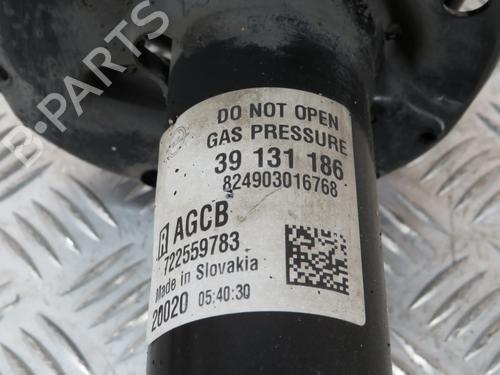 DO NOT OPEN
GAS PRESSURE
39 131 186
824903016768
AGCB
722559783
Made in Slovakia
20020 05:40:30
B-PARTS